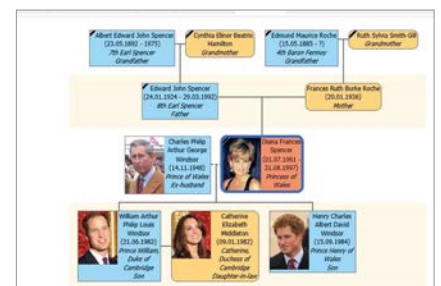 Albert Edward John Spencer
(23.05.1892 - 1975)
7th Earl Spencer
Grandfather
Cynthia Elinor Beatrix
Hamilton
Grandmother
Edmund Maurice Roche
(15.05.1885 - ?)
4th Baron Fermoy
Grandfather
Ruth Sylvia Smith-Gill
Grandmother
Edward John Spencer
(24.01.1924 - 29.03.1992)
8th Earl Spencer
Father
Frances Ruth Burke Roche
(20.01.1936)
Mother
Charles Philip
Arthur George
Windsor
(14.11.1948)
Prince of Wales
Ex-husband
Diana Frances
Spencer
(01.07.1961 -
31.08.1997)
Princess of
Wales
William Arthur
Philip Louis
Windsor
(21.06.1982)
Prince William,
Duke of
Cambridge
Son
Catherine
Elizabeth
Middleton
(09.01.1982)
Catherine,
Duchess of
Cambridge
Daughter-in-law
Henry Charles
Albert David
Windsor
(15.09.1984)
Prince Henry of
Wales
Son